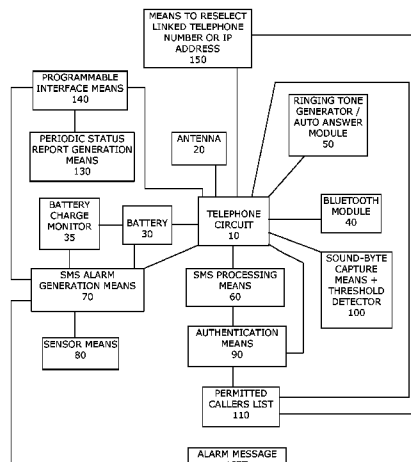 MEANS TO RESELECT
LINKED TELEPHONE
NUMBER OR IP
ADDRESS
150
PROGRAMMABLE
INTERFACE MEANS
140
RINGING TONE
GENERATOR /
AUTO ANSWER
MODULE
50
ANTENNA
20
PERIODIC STATUS
REPORT GENERATION
MEANS
130
BATTERY
CHARGE
MONITOR
35
BATTERY
30
TELEPHONE
CIRCUIT
10
BLUETOOTH
MODULE
40
SMS ALARM
GENERATION MEANS
70
SMS PROCESSING
MEANS
60
SOUND-BYTE
CAPTURE
MEANS +
THRESHOLD
DETECTOR
100
SENSOR MEANS
80
AUTHENTICATION
MEANS
90
PERMITTED
CALLERS LIST
110
ALARM MESSAGE